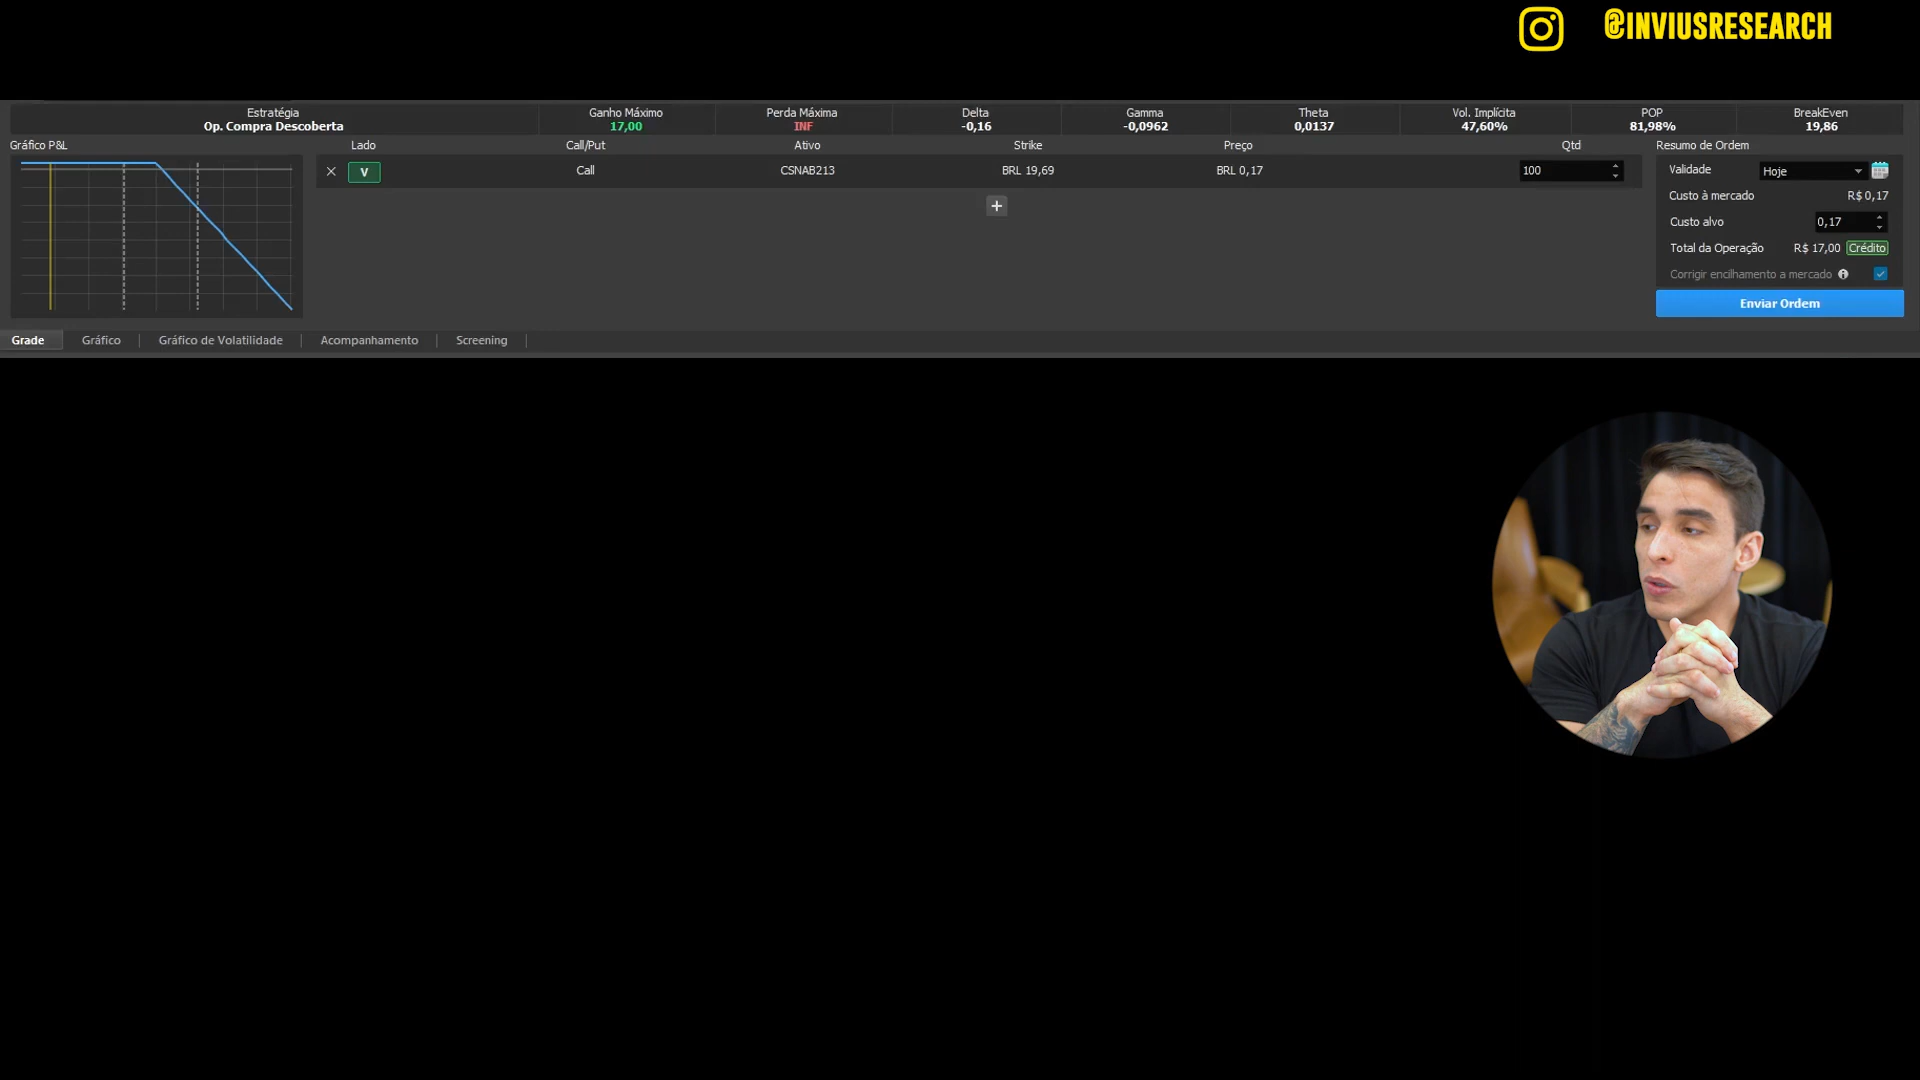 @INVIUSRESEARCH
Estratégia Ganho Máximo Perda Máxima Delta Gamma Theta Vol. Implícita POP BreakEven
Op. Compra Descoberta 17,00 INF -0,16 -0,0962 0,0137 47,60% 81,98% 19,86
Gráfico P&L Lado Call/Put Ativo Strike Preço Qtd Resumo de Ordem
V Call CSNAB213 BRL 19,69 BRL 0,17 100
Validade Hoje
Custo à mercado R$ 0,17
Custo alvo 0,17
Total da Operação R$ 17,00 Crédito
Corrigir encilhamento a mercado
Enviar Ordem
Grade Gráfico Gráfico de Volatilidade Acompanhamento Screening